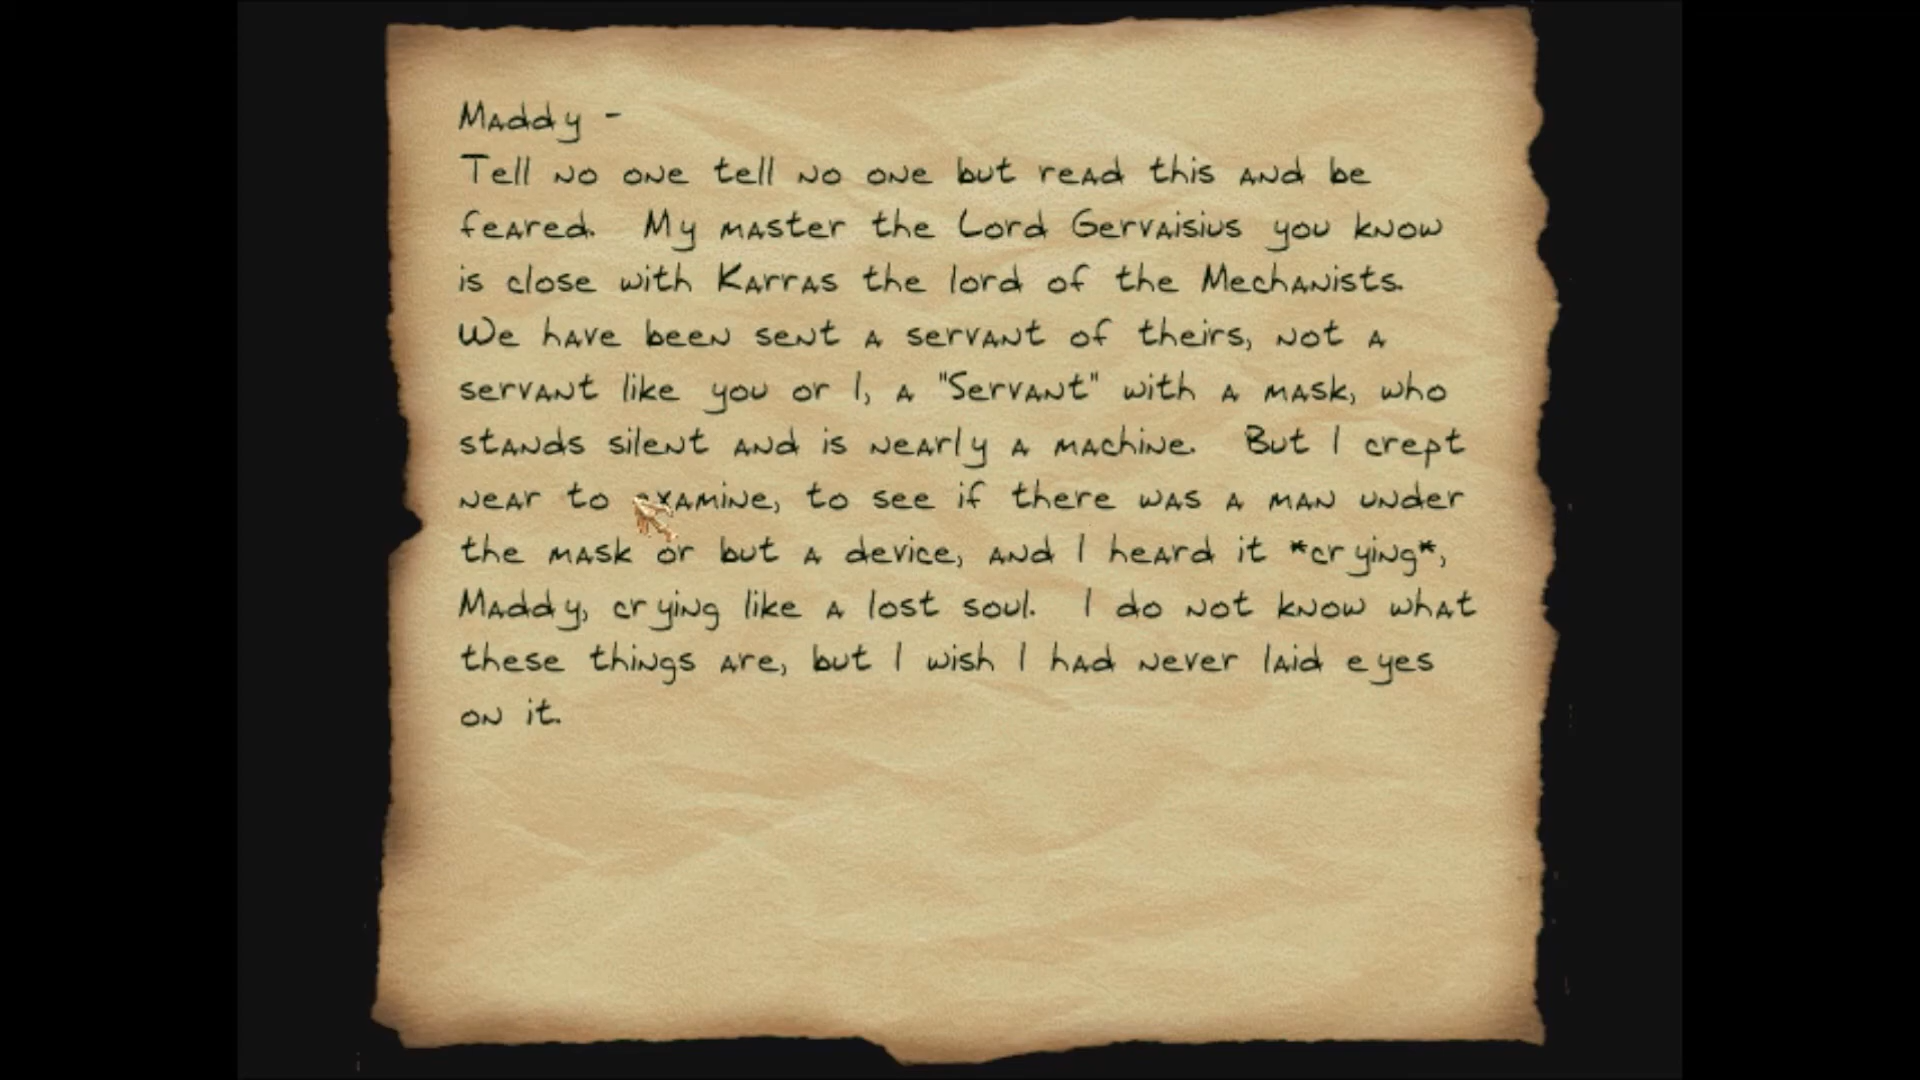 Maddy -
Tell no one tell no one but read this and be
feared. My master the Lord Gervaisius you know
is close with Karras the lord of the Mechanists.
We have been sent a servant of theirs, not a
servant like you or I, a "Servant" with a mask, who
stands silent and is nearly a machine. But I crept
near to examine, to see if there was a man under
the mask or but a device, and I heard it *crying*,
Maddy, crying like a lost soul. I do not know what
these things are, but I wish I had never laid eyes
on it.